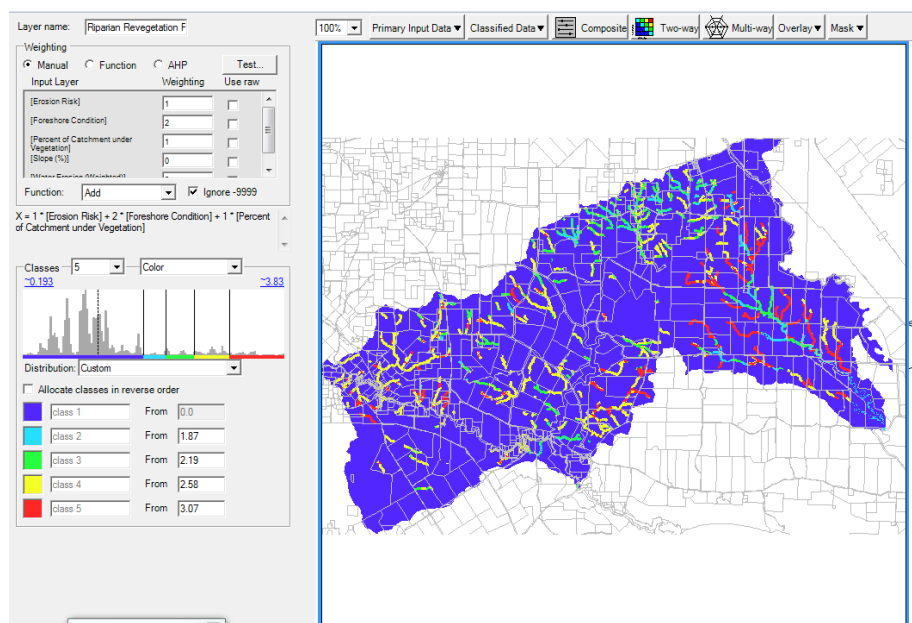 Layer name: Riparian Revegetation F
100% Primary Input Data Classified Data Composite Two-way Multi-way Overlay Mask
Weighting
Manual Function AHP Test...
Input Layer Weighting Use raw
[Erosion Risk] 1
[Foreshore Condition] 2
[Percent of Catchment under Vegetation] 1
[Slope (%)] 0
Function: Add Ignore -9999
X = 1 * [Erosion Risk] + 2 * [Foreshore Condition] + 1 * [Percent
of Catchment under Vegetation]
Classes 5 Color
~0.193 ~3.83
Distribution: Custom
Allocate classes in reverse order
class 1 From 0.0
class 2 From 1.87
class 3 From 2.19
class 4 From 2.58
class 5 From 3.07